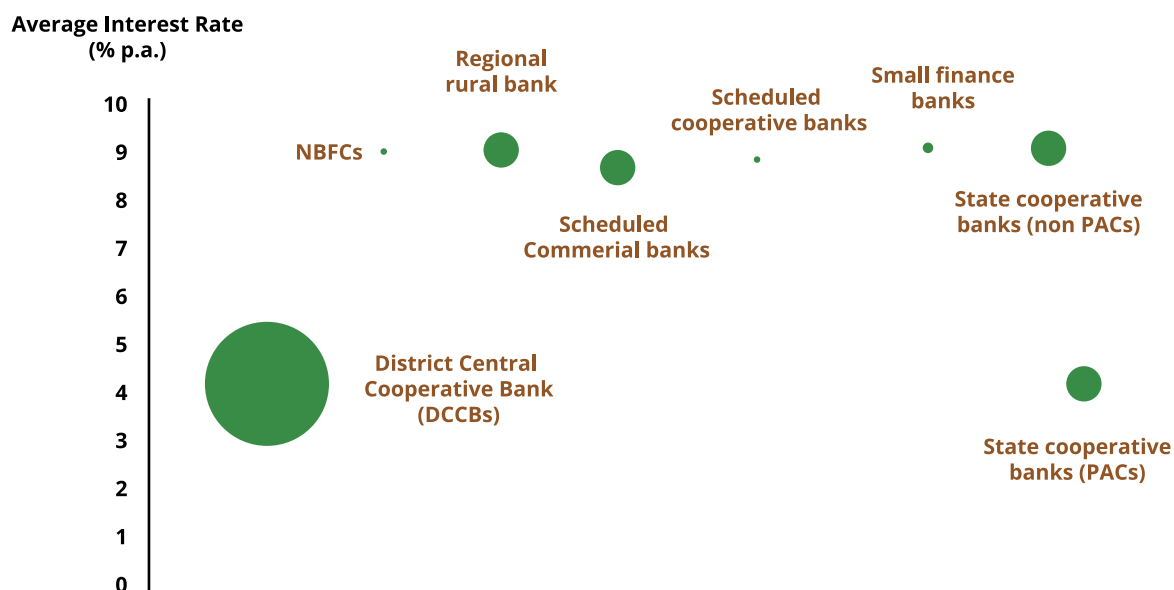 Average Interest Rate
(% p.a.)
10
9
8
7
6
5
4
3
2
1
0
NBFCs
Regional
rural bank
Scheduled
Commerial banks
Scheduled
cooperative banks
Small finance
banks
State cooperative
banks (non PACs)
District Central
Cooperative Bank
(DCCBs)
State cooperative
banks (PACs)